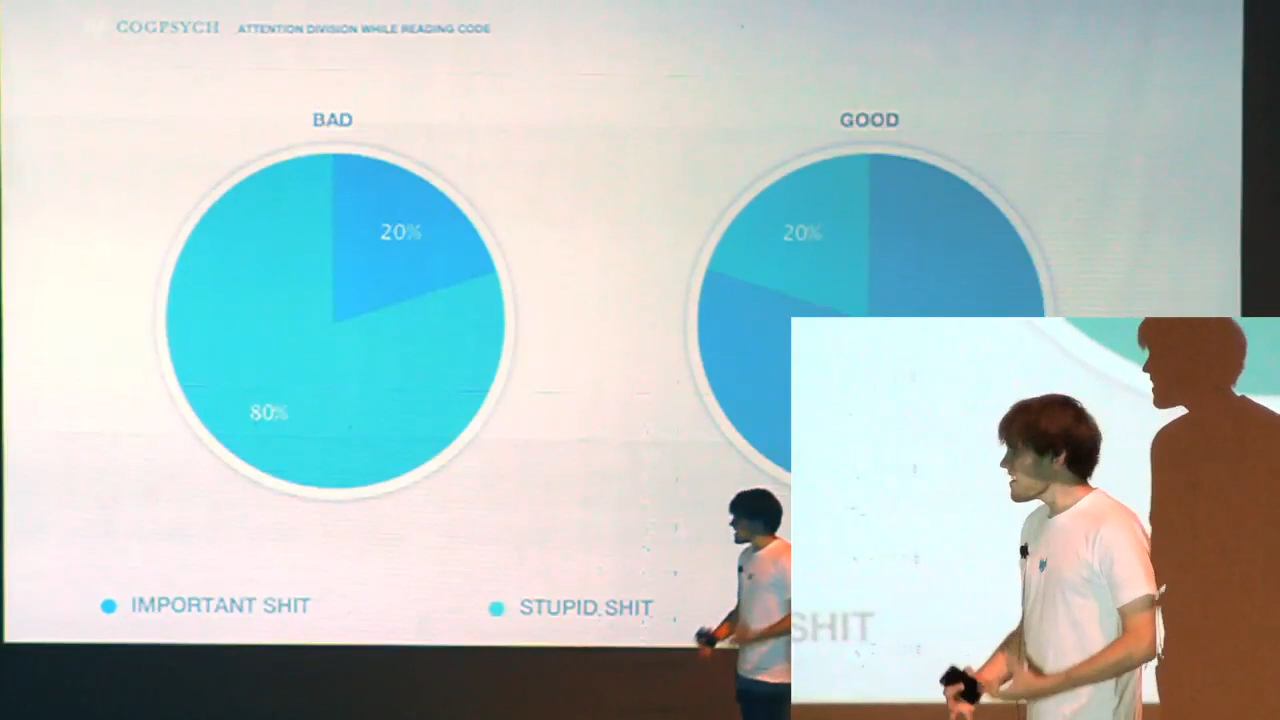 COGPSYCH ATTENTION DIVISION WHILE READING CODE
BAD
GOOD
20%
20%
80%
IMPORTANT SHIT
STUPID SHIT
SHIT